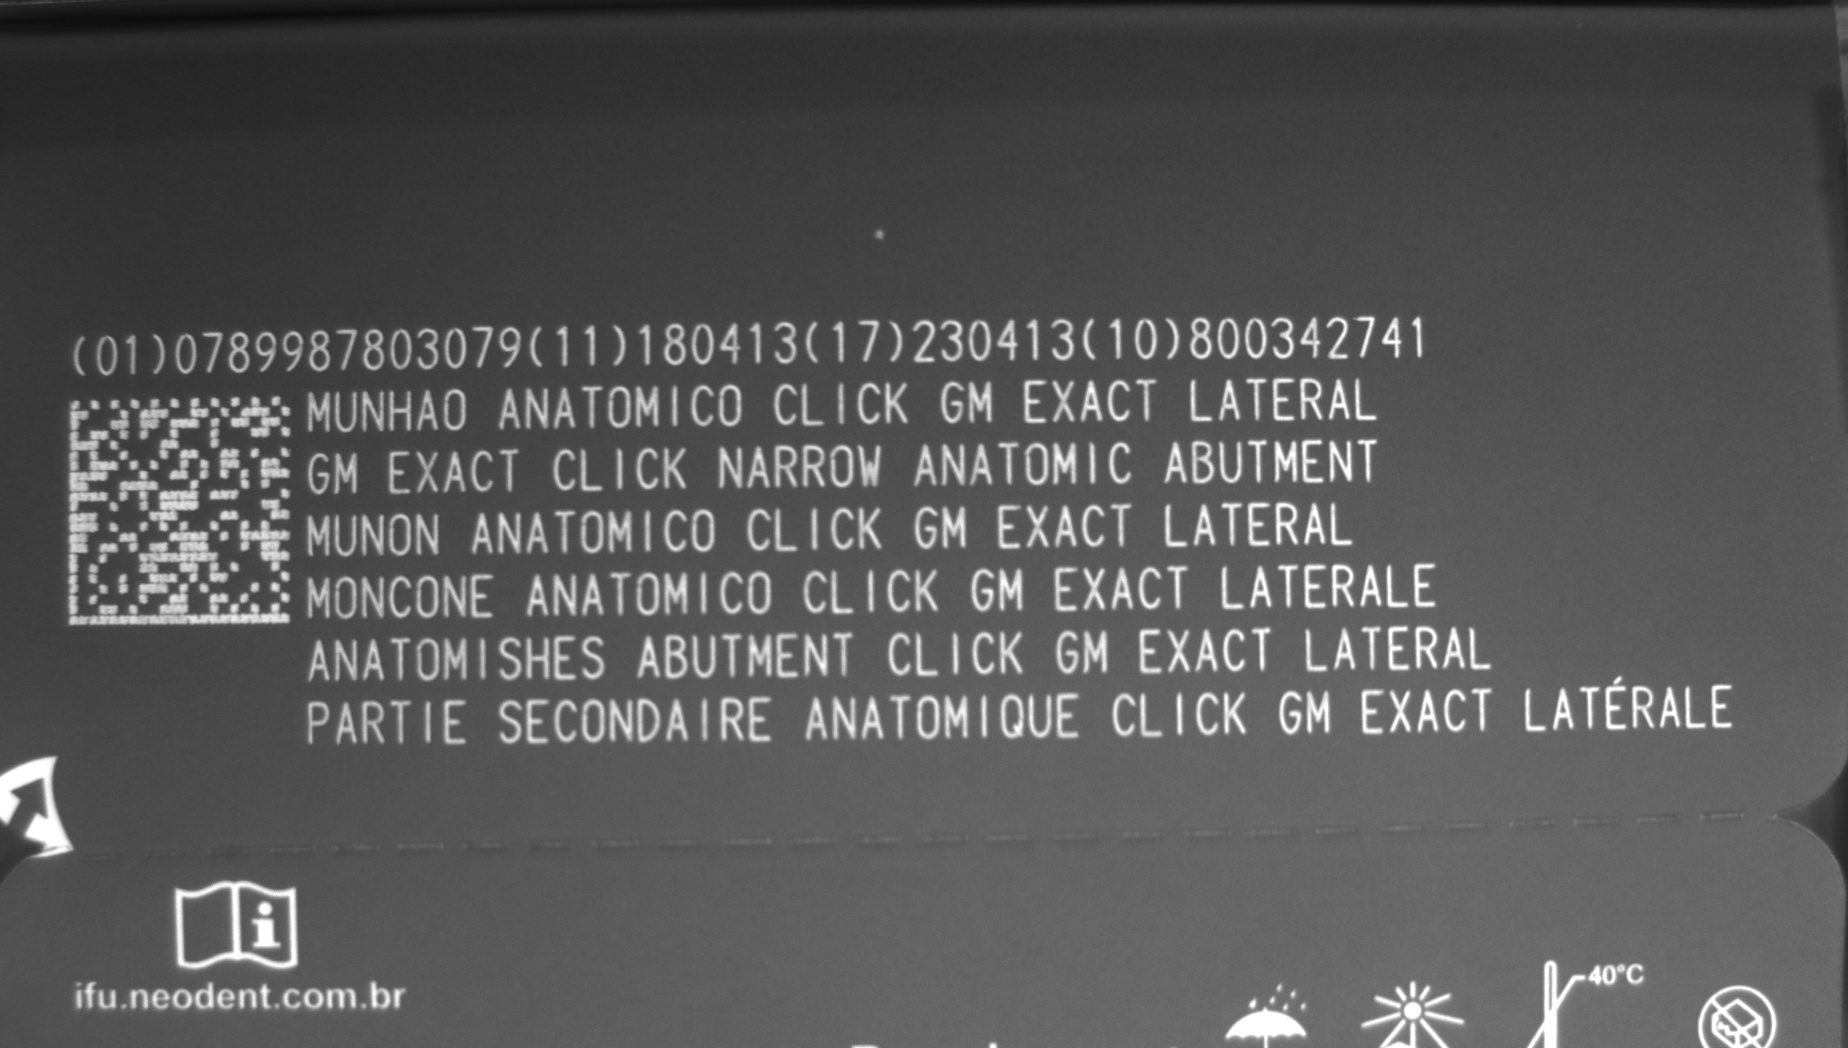 (01)0789987803079(11)180413(17)230413(10)800342741
MUNHAO ANATOMICO CLICK GM EXACT LATERAL
GM EXACT CLICK NARROW ANATOMIC ABUTMENT
MUNON ANATOMICO CLICK GM EXACT LATERAL
MONCONE ANATOMICO CLICK GM EXACT LATERALE
ANATOMISHES ABUTMENT CLICK GM EXACT LATERAL
PARTIE SECONDAIRE ANATOMIQUE CLICK GM EXACT LATÉRALE
ifu.neodent.com.br
40°C